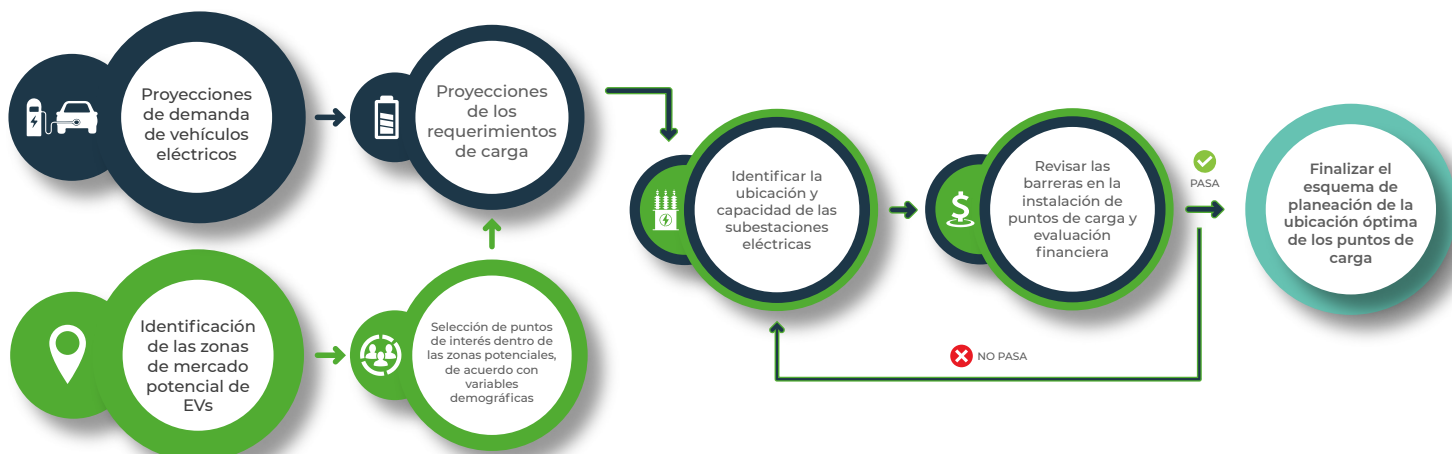 Proyecciones
de demanda
de vehículos
eléctricos
Proyecciones
de los
requerimientos
de carga
Identificación
de las zonas
de mercado
potencial de
EVs
Selección de puntos
de interés dentro de
las zonas potenciales,
de acuerdo con
variables
demográficas
Identificar la
ubicación y
capacidad de las
subestaciones
eléctricas
Revisar las
barreras en la
instalación de
puntos de carga y
evaluación
financiera
PASA
NO PASA
Finalizar el
esquema de
planeación de la
ubicación óptima
de los puntos de
carga